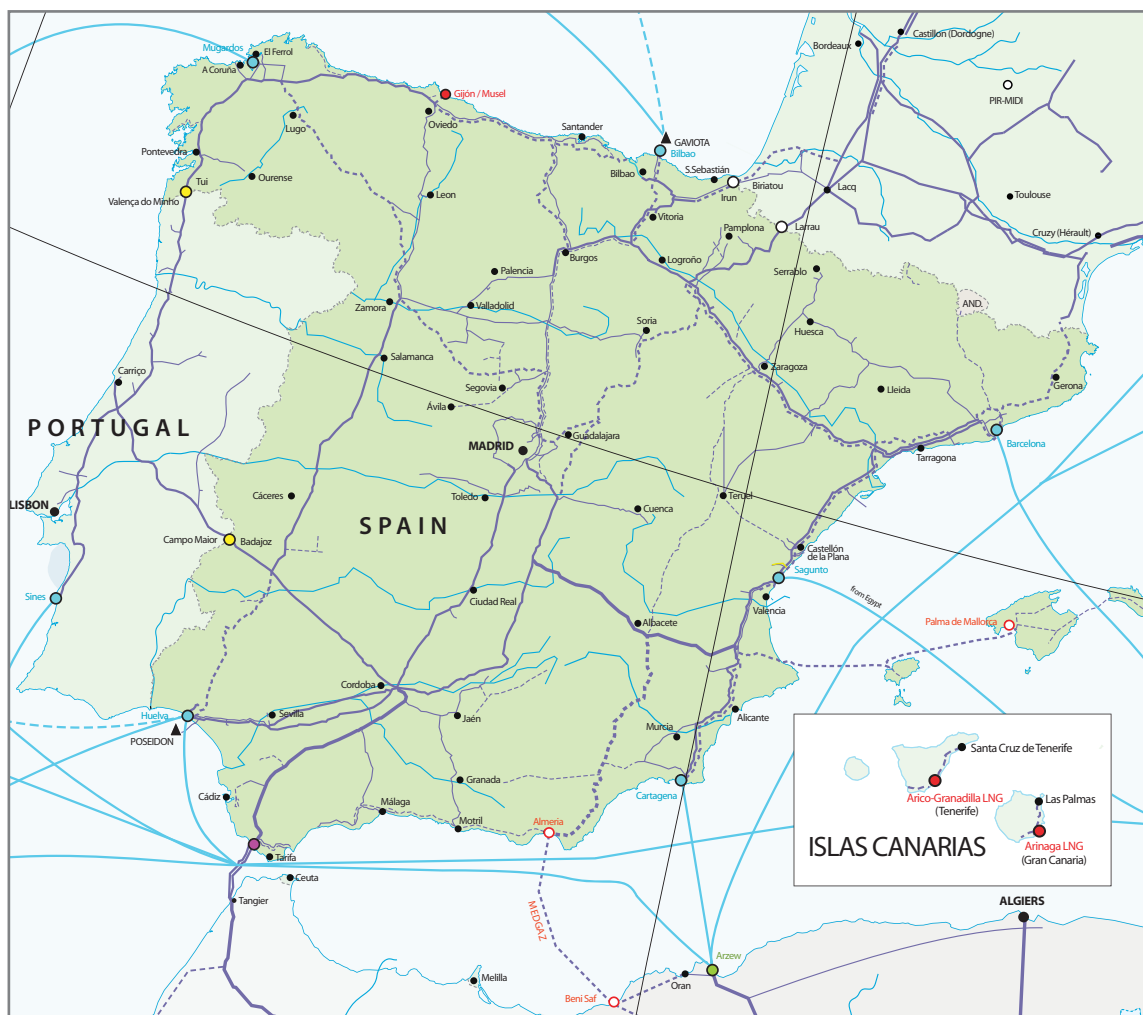 Castillon (Dordogne)
Bordeaux
Mugardos
El Ferrol
A Coruña
Gijón / Musel
PIR-MIDI
Oviedo
Lugo
Santander
GAVIOTA
Bilbao
Pontevedra
S.Sebastián
Bilbao
Biriatou
Ourense
Tui
Irun
Lacq
Toulouse
Leon
Valença do Minho
Vitoria
Pamplona
Larrau
Cruzy (Hérault)
Burgos
Logroño
Palencia
Serrablo
Zamora
Valladolid
AND.
Soria
Huesca
Salamanca
Carriço
Zaragoza
Segovia
Gerona
Lleida
Ávila
PORTUGAL
Guadalajara
MADRID
Barcelona
Tarragona
Cáceres
Toledo
Teruel
LISBON
Cuenca
SPAIN
Campo Maior
Badajoz
Castellón
de la Plana
Sagunto
Sines
Ciudad Real
Valencia
from Egypt
Albacete
Palma de Mallorca
Cordoba
Huelva
Sevilla
Jaén
Alicante
POSEIDON
Murcia
Santa Cruz de Tenerife
Granada
Cartagena
Cádiz
Arico-Granadilla LNG
(Tenerife)
Las Palmas
Málaga
Motril
Almeria
ISLAS CANARIAS
Arinaga LNG
(Gran Canaria)
Tarifa
Ceuta
Tangier
MEDGAZ
ALGIERS
Arzew
Melilla
Oran
Beni Saf